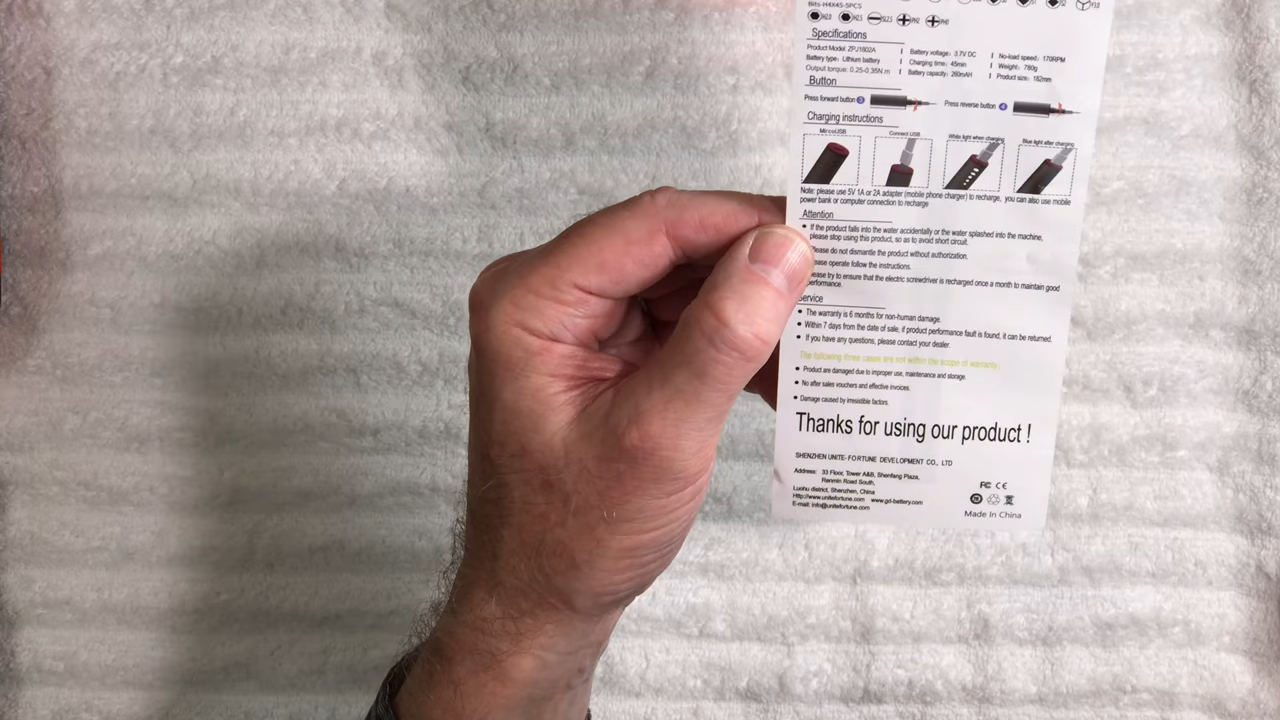 Bits-H4X45-5PCS
H2.0 H2.5 SL2.5 PH2 PH0
Specifications
Product Model: ZPJ1802A | Battery voltage: 3.7V DC | No-load speed: 170RPM
Battery type: Lithium battery | Charging time: 45min | Weight: 780g
Output torque: 0.25-0.35N.m | Battery capacity: 260mAH | Product size: 182mm
Button
Press forward button 3 Press reverse button 4
Charging instructions
MircoUSB Connect USB White light when charging Blue light after charging
Note: please use 5V 1A or 2A adapter (mobile phone charger) to recharge, you can also use mobile
power bank or computer connection to recharge
Attention
• If the product falls into the water accidentally or the water splashed into the machine,
please stop using this product, so as to avoid short circuit.
Please do not dismantle the product without authorization.
ease operate follow the instructions.
ease try to ensure that the electric screwdriver is recharged once a month to maintain good
performance.
Service
• The warranty is 6 months for non-human damage.
• Within 7 days from the date of sale, if product performance fault is found, it can be returned.
• If you have any questions, please contact your dealer.
The following three cases are not within the scope of warranty:
• Product are damaged due to improper use, maintenance and storage.
• No after sales vouchers and effective invoices.
• Damage caused by irresistible factors.
Thanks for using our product !
SHENZHEN UNITE-FORTUNE DEVELOPMENT CO., LTD
Address: 33 Floor, Tower A&B, Shenfang Plaza,
Renmin Road South,
Luohu district, Shenzhen, China
Http://www.unitefortune.com www.gd-battery.com
E-mail: info@unitefortune.com
FC CE
Made In China